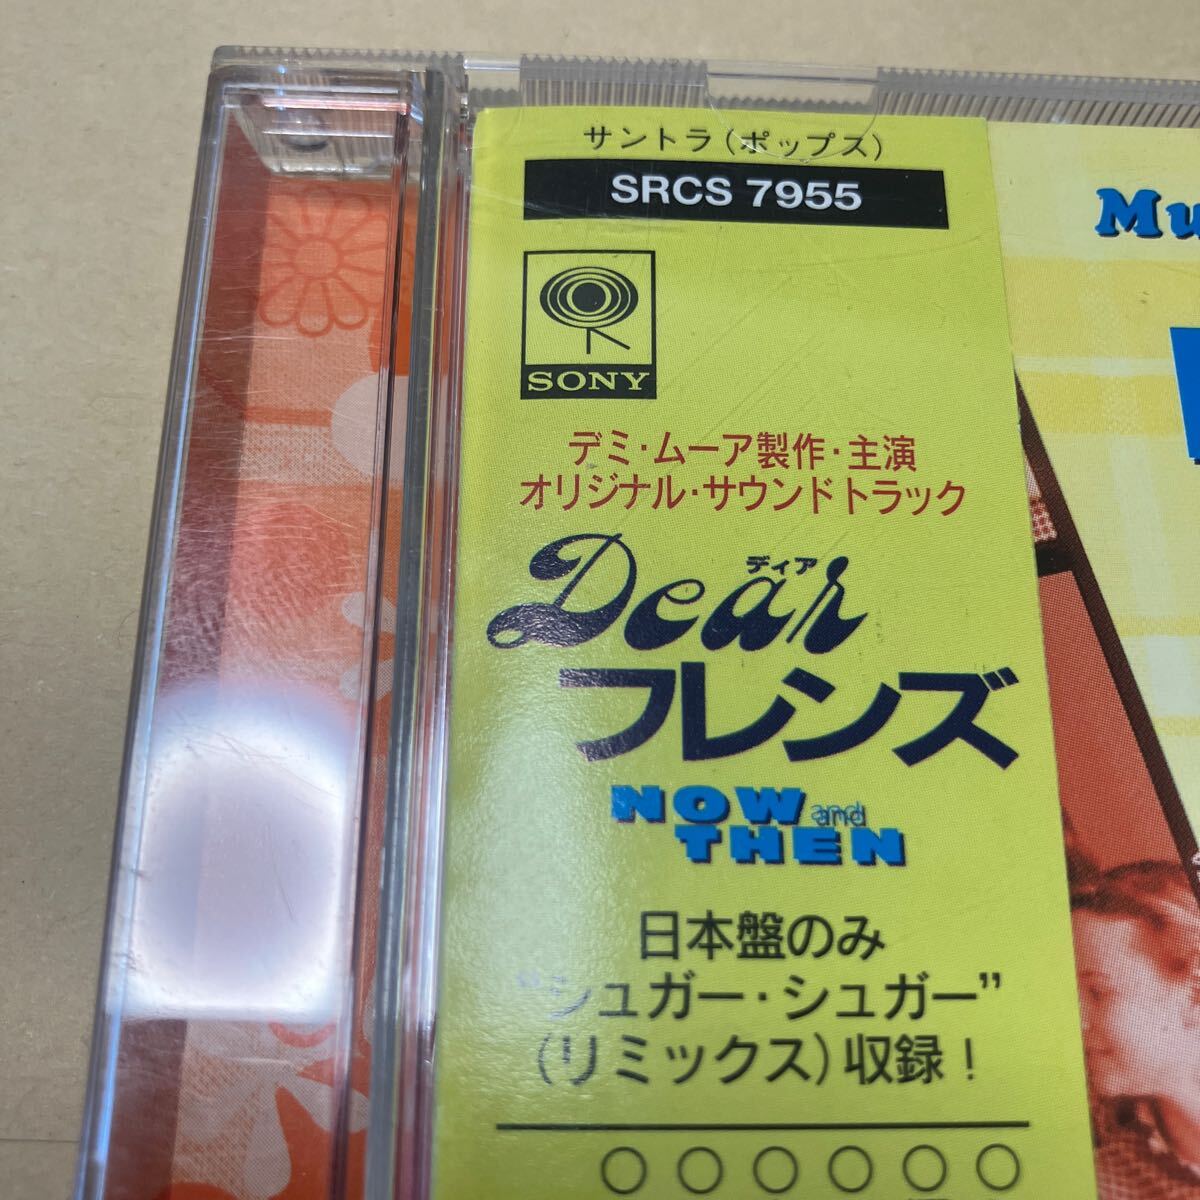 サントラ(ポップス)
SRCS 7955
SONY
デミ・ムーア製作・主演
オリジナル・サウンドトラック
ディア
Dear
フレンズ
NOW and
THEN
日本盤のみ
“シュガー・シュガー”
(リミックス)収録!
○○○○○○
Mu